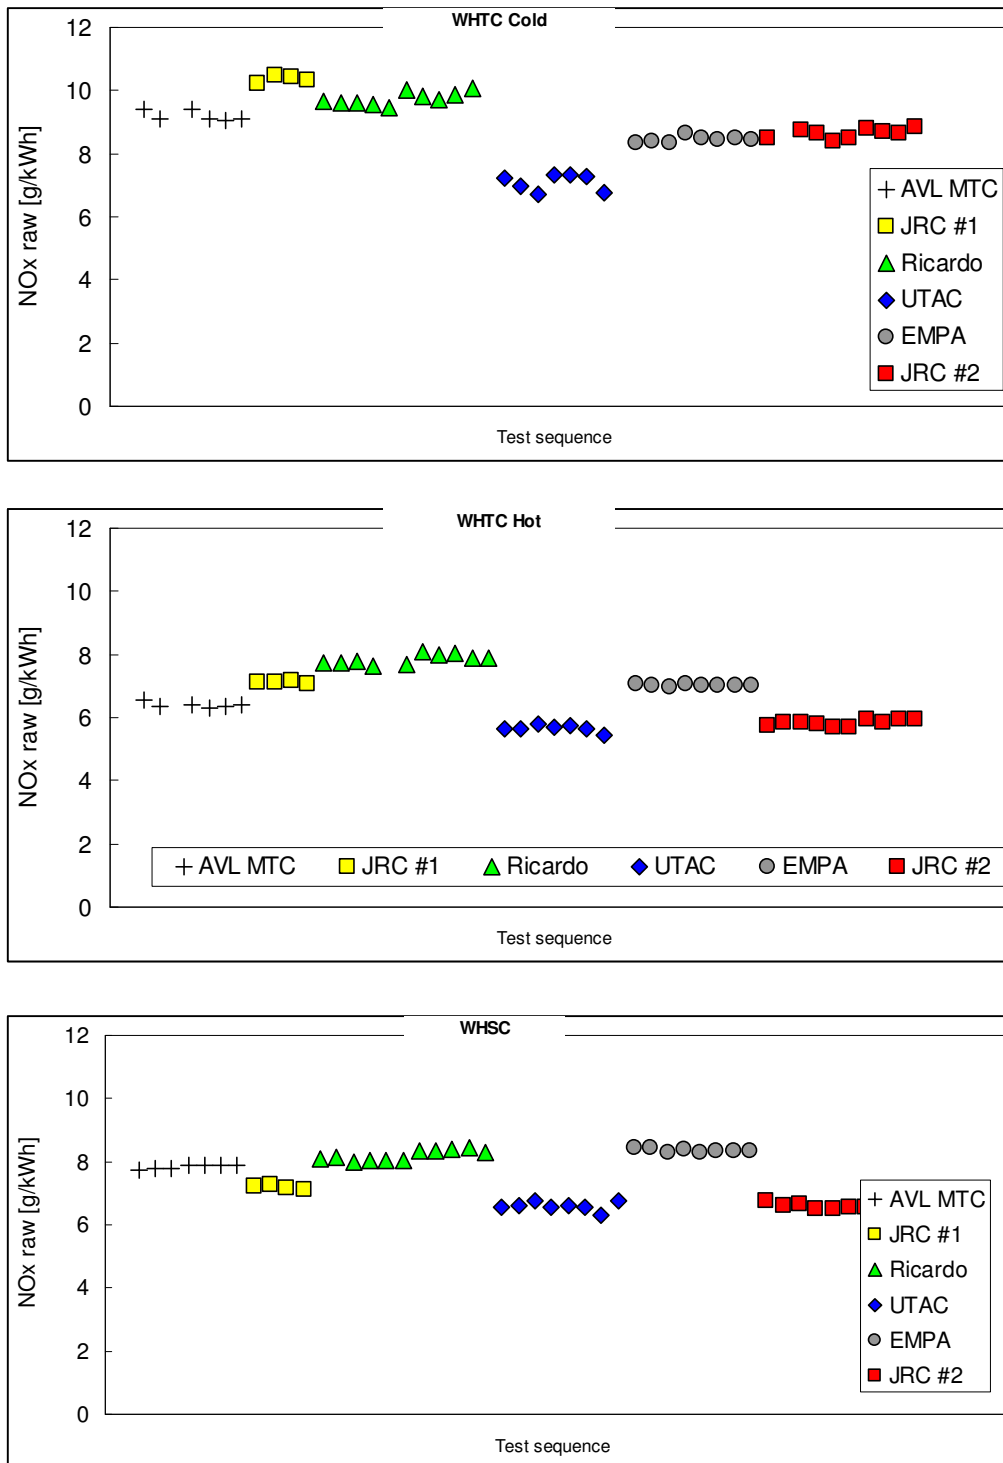 WHTC Cold
NOx raw [g/kWh]
12
10
8
6
4
2
0
AVL MTC
JRC #1
Ricardo
UTAC
EMPA
JRC #2
Test sequence
WHTC Hot
NOx raw [g/kWh]
12
10
8
6
4
2
0
AVL MTC JRC #1 Ricardo UTAC EMPA JRC #2
Test sequence
WHSC
NOx raw [g/kWh]
12
10
8
6
4
2
0
AVL MTC
JRC #1
Ricardo
UTAC
EMPA
JRC #2
Test sequence